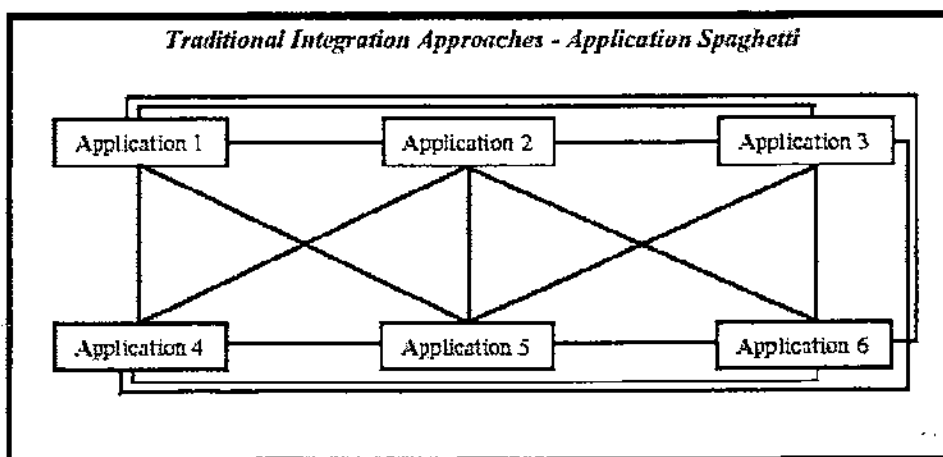 Traditional Integration Approaches - Application Spaghetti
Application 1
Application 2
Application 3
Application 4
Application 5
Application 6